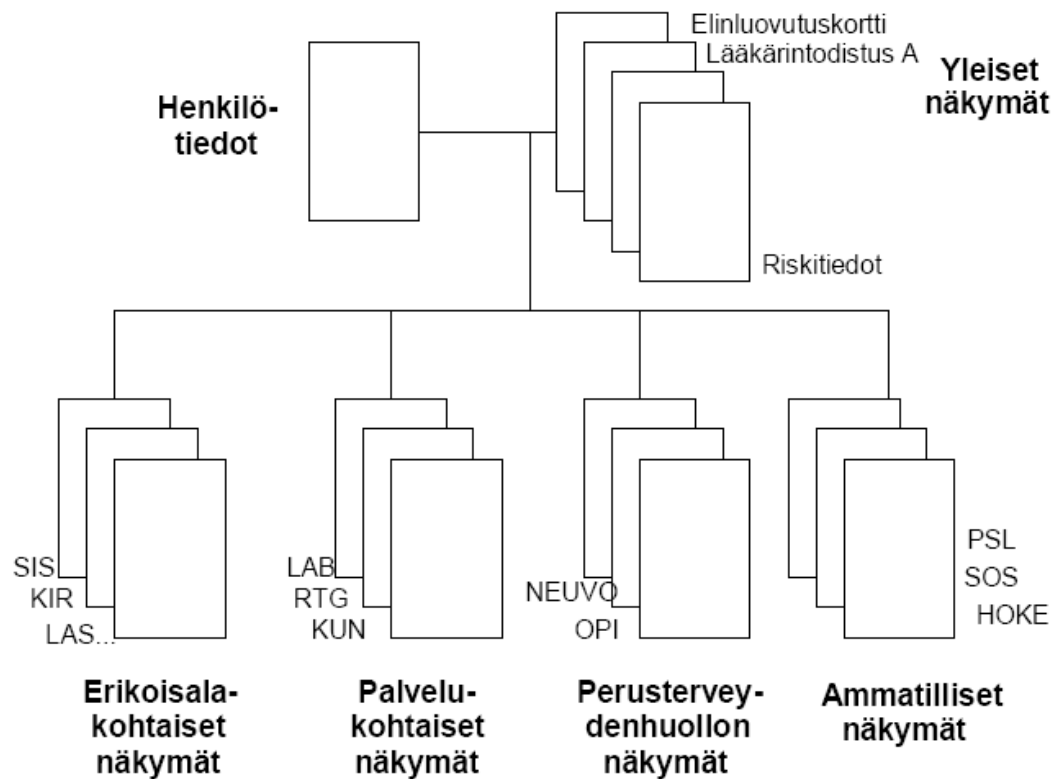 Elinluovutuskortti
Lääkärintodistus A
Yleiset
näkymät
Henkilö-
tiedot
Riskitiedot
SIS
KIR
LAS...
LAB
RTG
KUN
NEUVO
OPI
PSL
SOS
HOKE
Erikoisala-
kohtaiset
näkymät
Palvelu-
kohtaiset
näkymät
Perustervey-
denhuollon
näkymät
Ammatilliset
näkymät